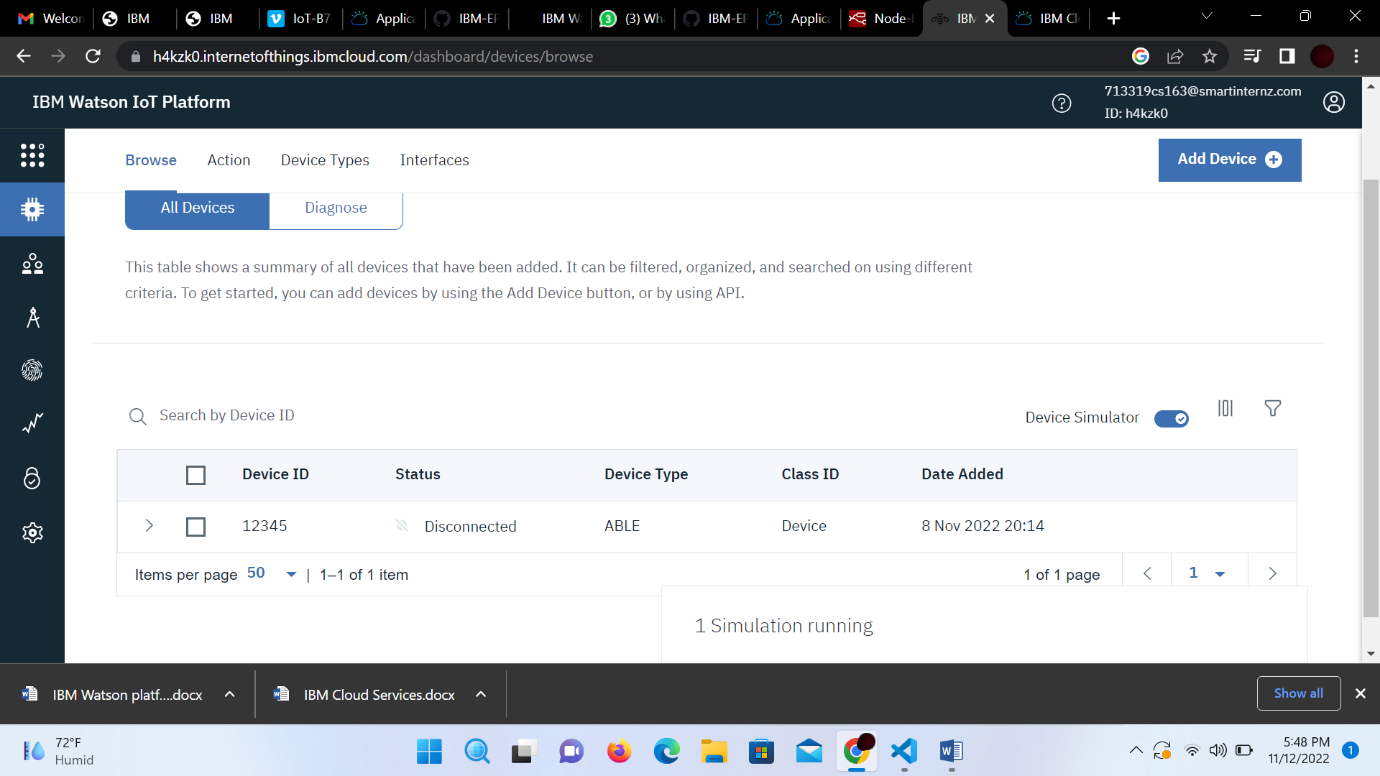 Welcon
IBM
IBM
IoT-B7
Applica
IBM-EF
IBM W
(3) Wh
IBM-EF
Applica
Node-
IBM
IBM Cl
h4kzk0.internetofthings.ibmcloud.com/dashboard/devices/browse
IBM Watson IoT Platform
713319cs163@smartinternz.com
ID: h4kzk0
Browse Action Device Types Interfaces
Add Device
All Devices Diagnose
This table shows a summary of all devices that have been added. It can be filtered, organized, and searched on using different
criteria. To get started, you can add devices by using the Add Device button, or by using API.
Search by Device ID
Device Simulator
Device ID Status Device Type Class ID Date Added
12345 Disconnected ABLE Device 8 Nov 2022 20:14
Items per page 50 | 1–1 of 1 item 1 of 1 page 1
1 Simulation running
IBM Watson platf....docx
IBM Cloud Services.docx
Show all
72°F
Humid
5:48 PM
11/12/2022
1